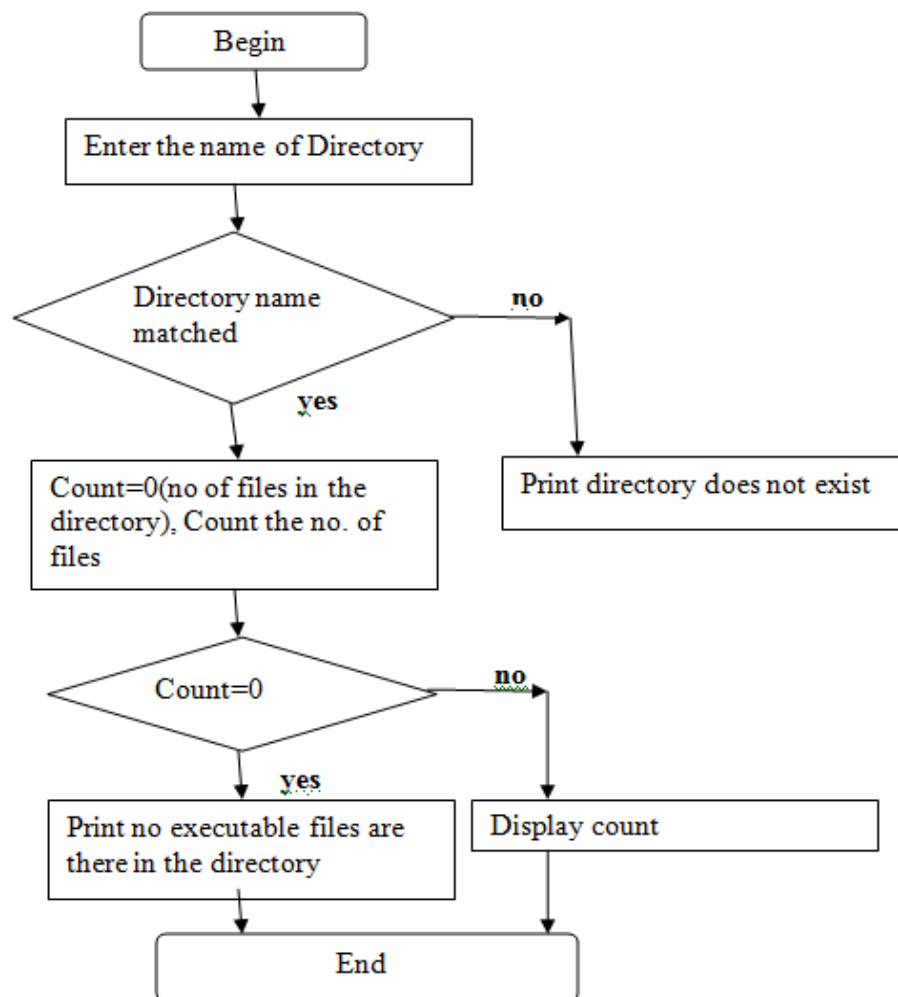 Begin
Enter the name of Directory
Directory name
matched
no
yes
Count=0(no of files in the
directory), Count the no. of
files
Print directory does not exist
Count=0
no
yes
Print no executable files are
there in the directory
Display count
End